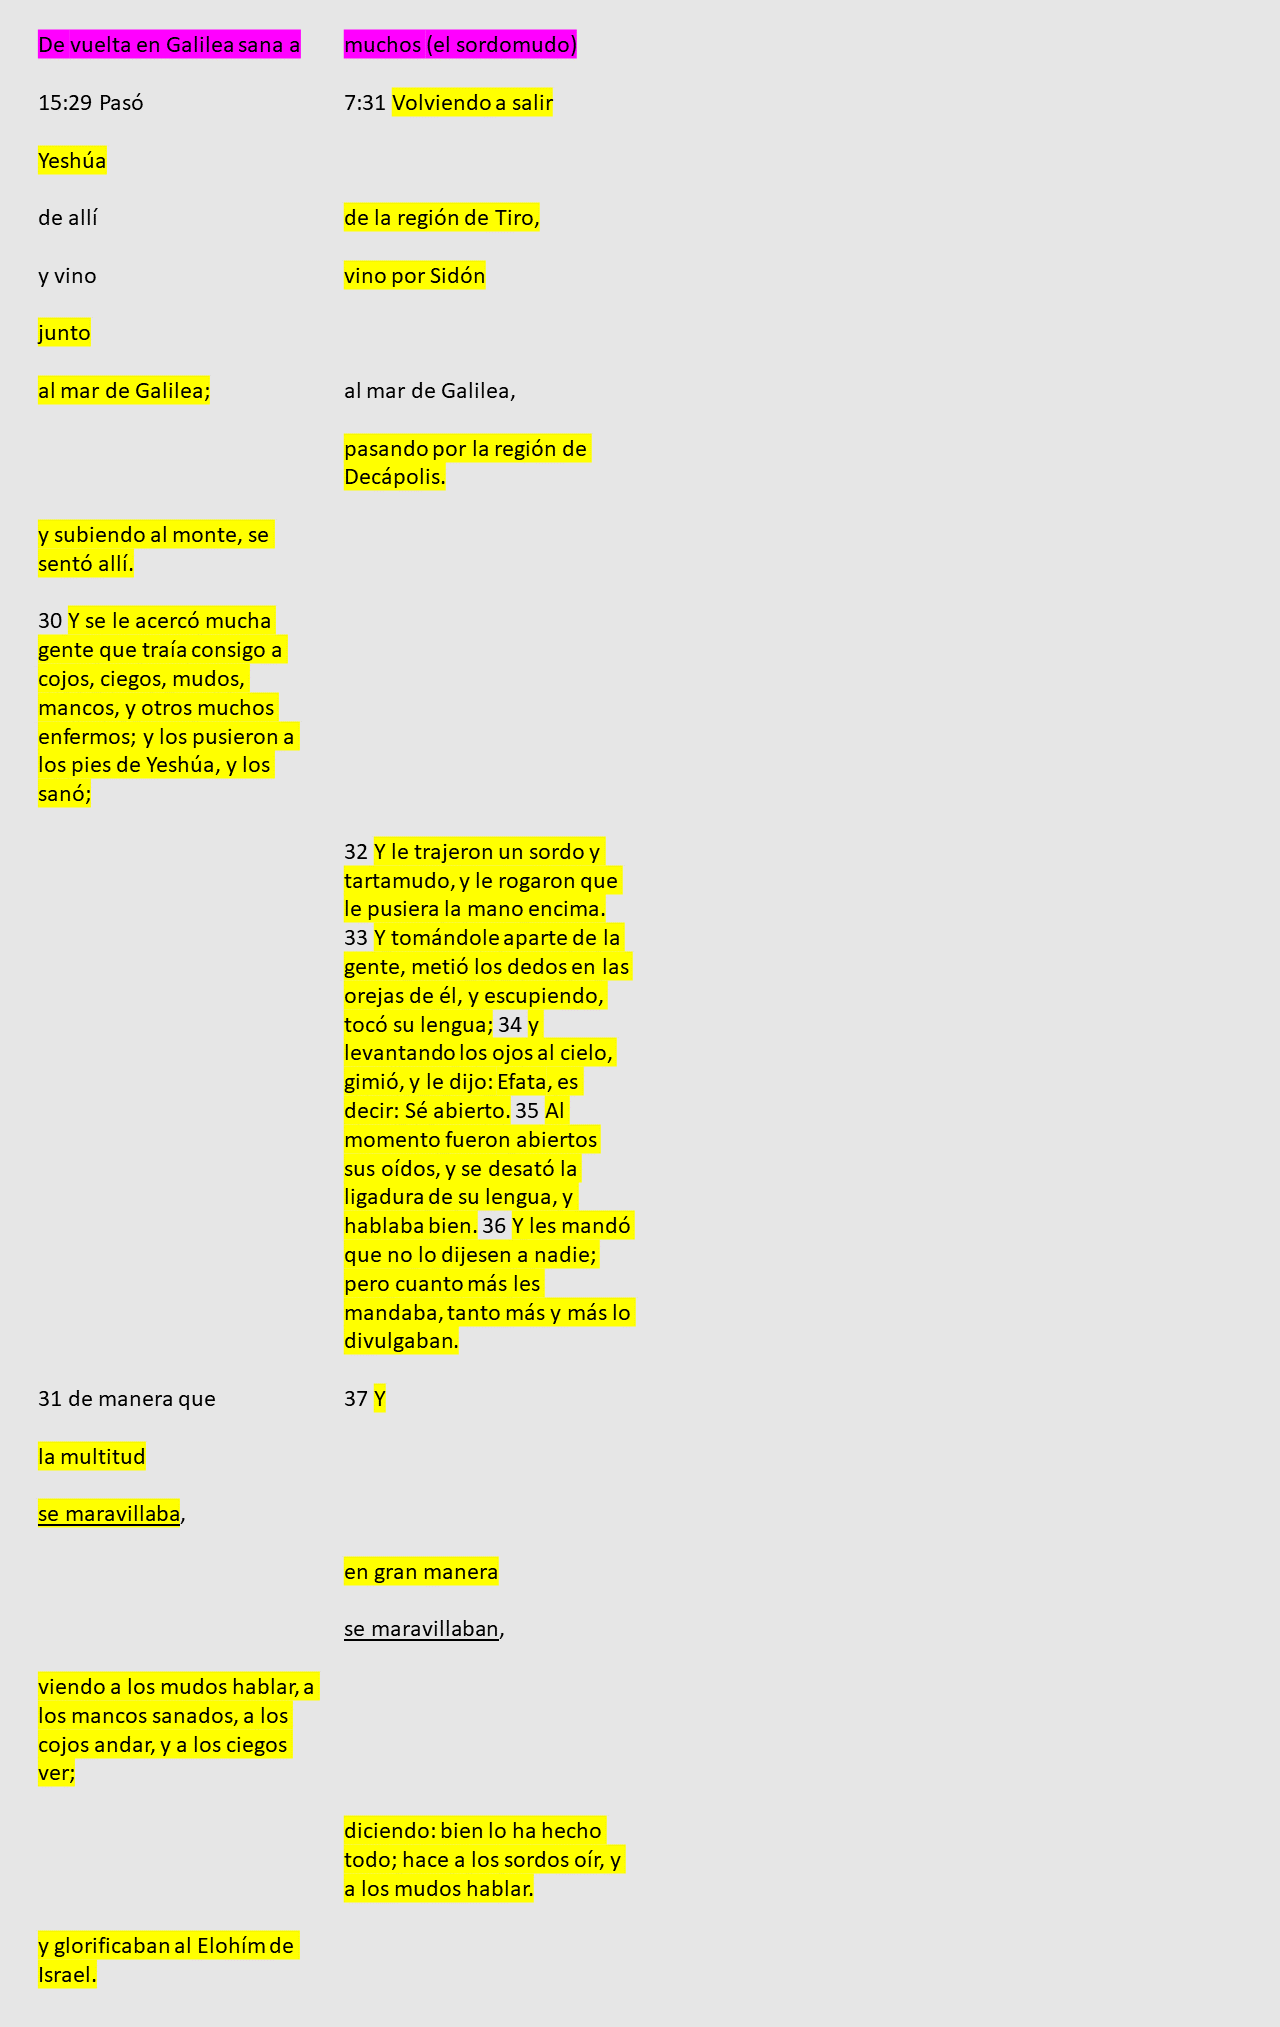 De vuelta en Galilea sana a muchos (el sordomudo)
15:29 Pasó 7:31 Volviendo a salir
Yeshúa
de allí de la región de Tiro,
y vino vino por Sidón
junto
al mar de Galilea; al mar de Galilea,
pasando por la región de
Decápolis.
y subiendo al monte, se
sentó allí.
30 Y se le acercó mucha
gente que traía consigo a
cojos, ciegos, mudos,
mancos, y otros muchos
enfermos; y los pusieron a
los pies de Yeshúa, y los
sanó;
32 Y le trajeron un sordo y
tartamudo, y le rogaron que
le pusiera la mano encima.
33 Y tomándole aparte de la
gente, metió los dedos en las
orejas de él, y escupiendo,
tocó su lengua; 34 y
levantando los ojos al cielo,
gimió, y le dijo: Efata, es
decir: Sé abierto. 35 Al
momento fueron abiertos
sus oídos, y se desató la
ligadura de su lengua, y
hablaba bien. 36 Y les mandó
que no lo dijesen a nadie;
pero cuanto más les
mandaba, tanto más y más lo
divulgaban.
31 de manera que 37 Y
la multitud
se maravillaba,
en gran manera
se maravillaban,
viendo a los mudos hablar, a
los mancos sanados, a los
cojos andar, y a los ciegos
ver;
diciendo: bien lo ha hecho
todo; hace a los sordos oír, y
a los mudos hablar.
y glorificaban al Elohím de
Israel.